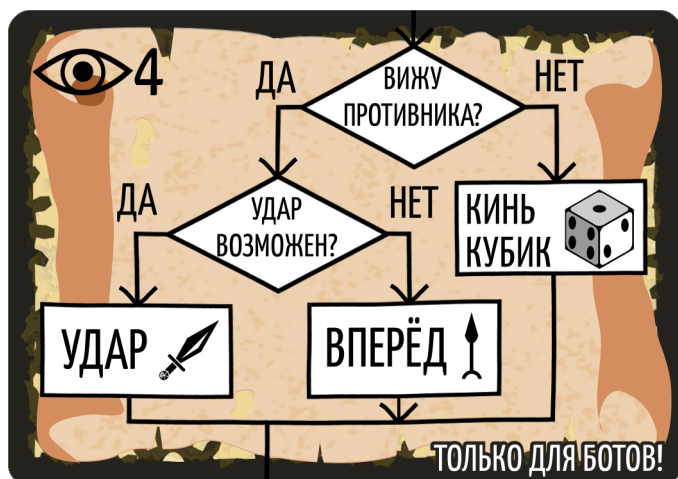 4
ДА
ВИЖУ
ПРОТИВНИКА?
НЕТ
ДА
УДАР
ВОЗМОЖЕН?
НЕТ
КИНЬ
КУБИК
УДАР
ВПЕРЁД
ТОЛЬКО ДЛЯ БОТОВ!